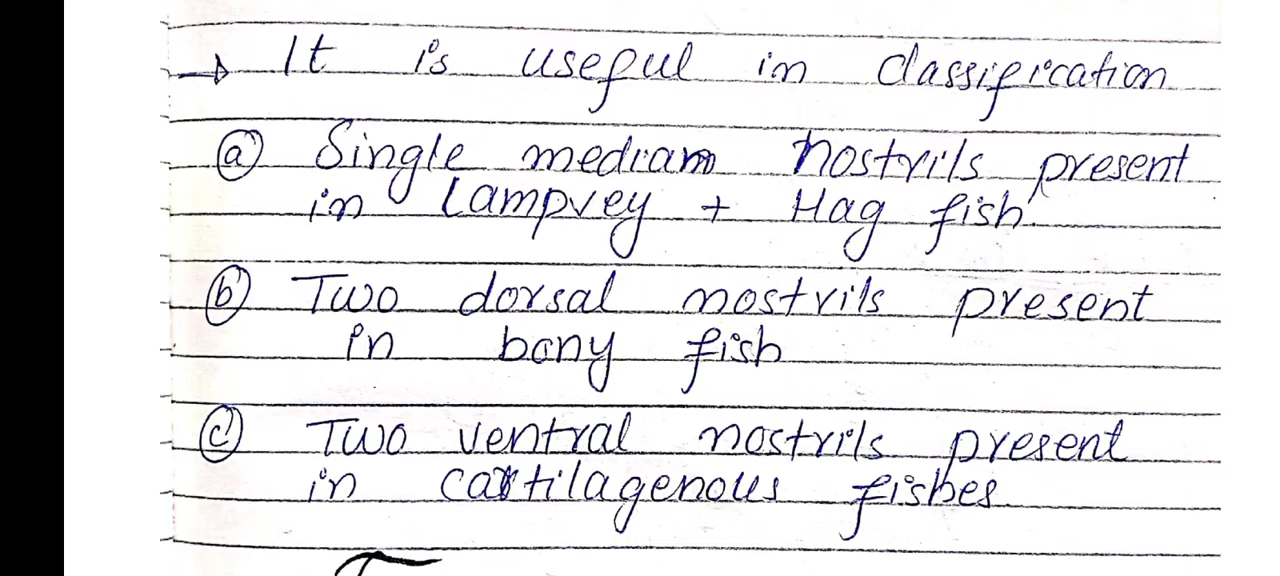 → It is useful in classification
ⓐ Single median nostrils present
in Lamprey + Hag fish
ⓑ Two dorsal nostrils present
in bony fish
ⓒ Two ventral nostrils present
in cartilagenous fishes